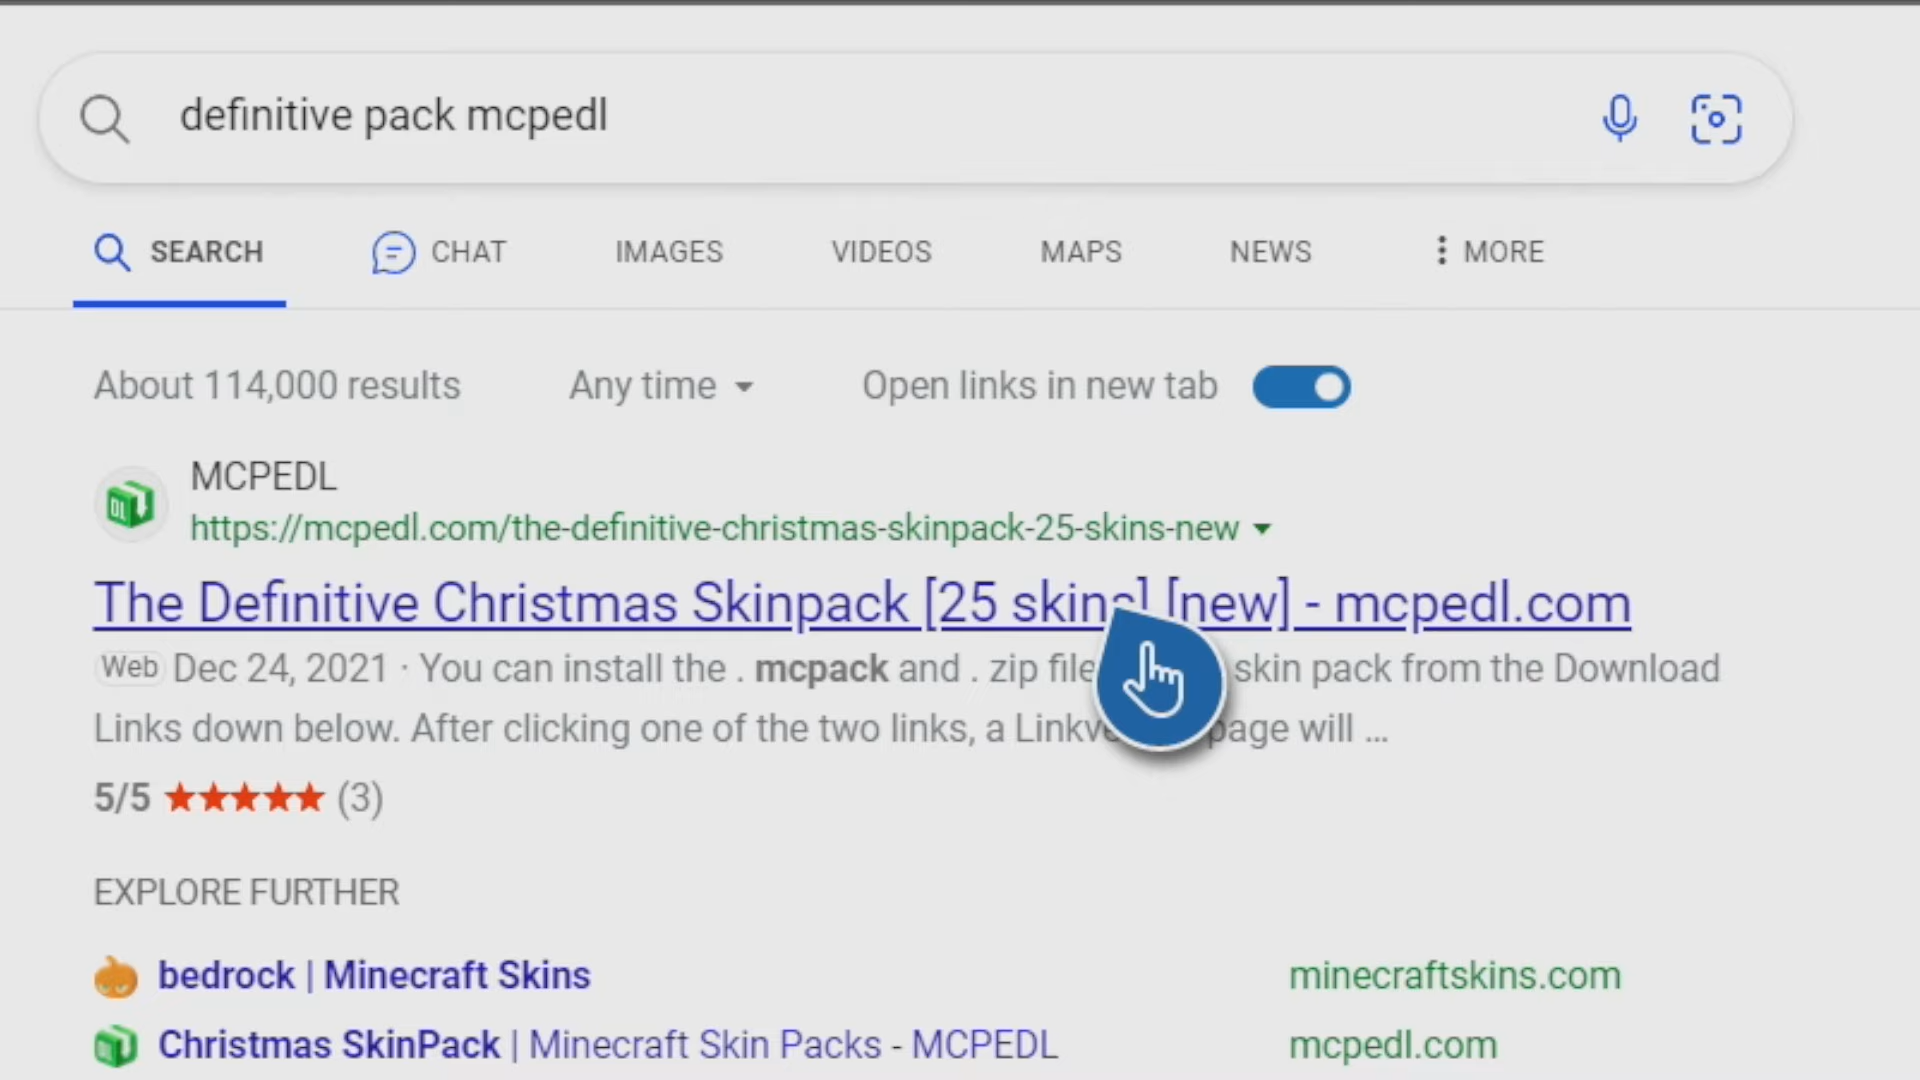 definitive pack mcpedl
SEARCH CHAT IMAGES VIDEOS MAPS NEWS MORE
About 114,000 results Any time Open links in new tab
MCPEDL
https://mcpedl.com/the-definitive-christmas-skinpack-25-skins-new
The Definitive Christmas Skinpack [25 skins] [new] - mcpedl.com
Web Dec 24, 2021 · You can install the . mcpack and . zip file skin pack from the Download
Links down below. After clicking one of the two links, a page will ...
5/5 (3)
EXPLORE FURTHER
bedrock | Minecraft Skins minecraftskins.com
Christmas SkinPack | Minecraft Skin Packs - MCPEDL mcpedl.com